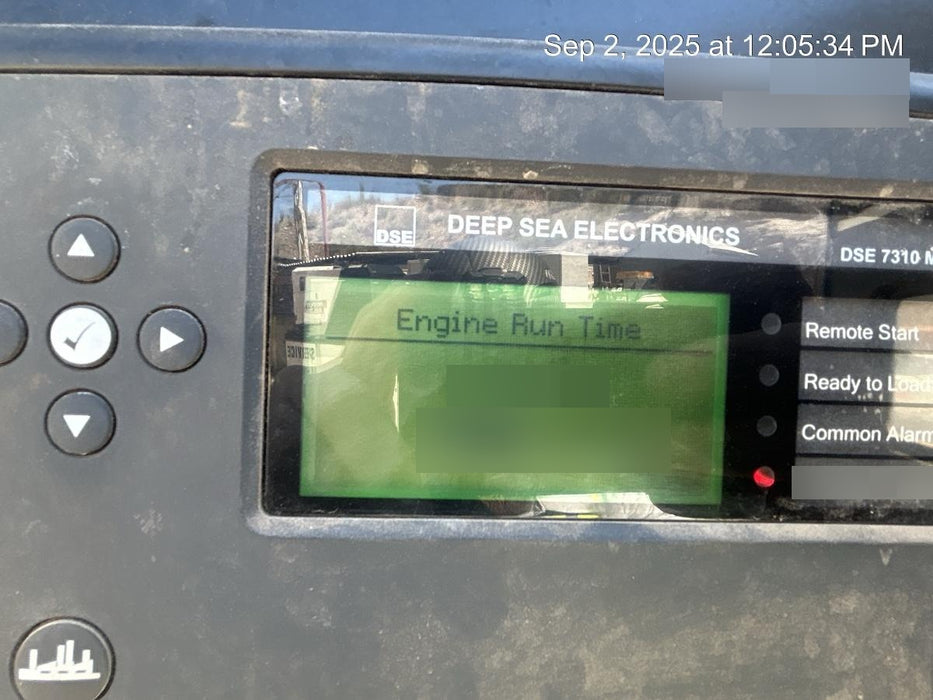 Sep 2, 2025 at 12:05:34 PM
DSE
DEEP SEA ELECTRONICS
DSE 7310
Engine Run Time
Remote Start
Ready to Load
Common Alarm